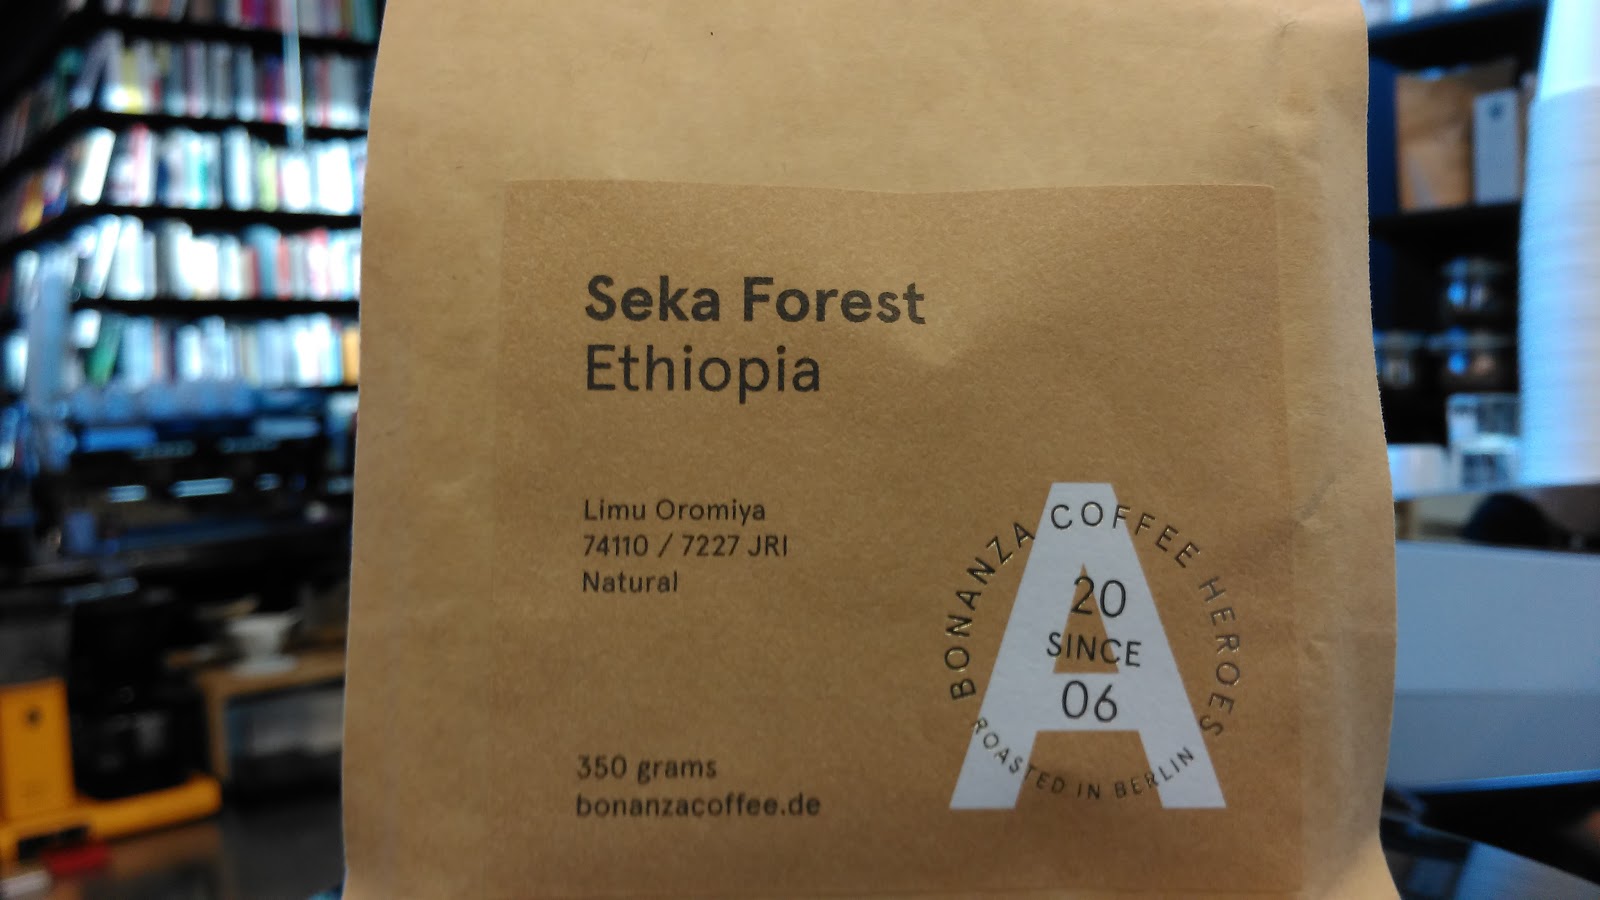 Seka Forest
Ethiopia
Limu Oromiya
74110 / 7227 JRI
Natural
350 grams
bonanzacoffee.de
BONANZA COFFEE HEROES
20
SINCE
06
ROASTED IN BERLIN